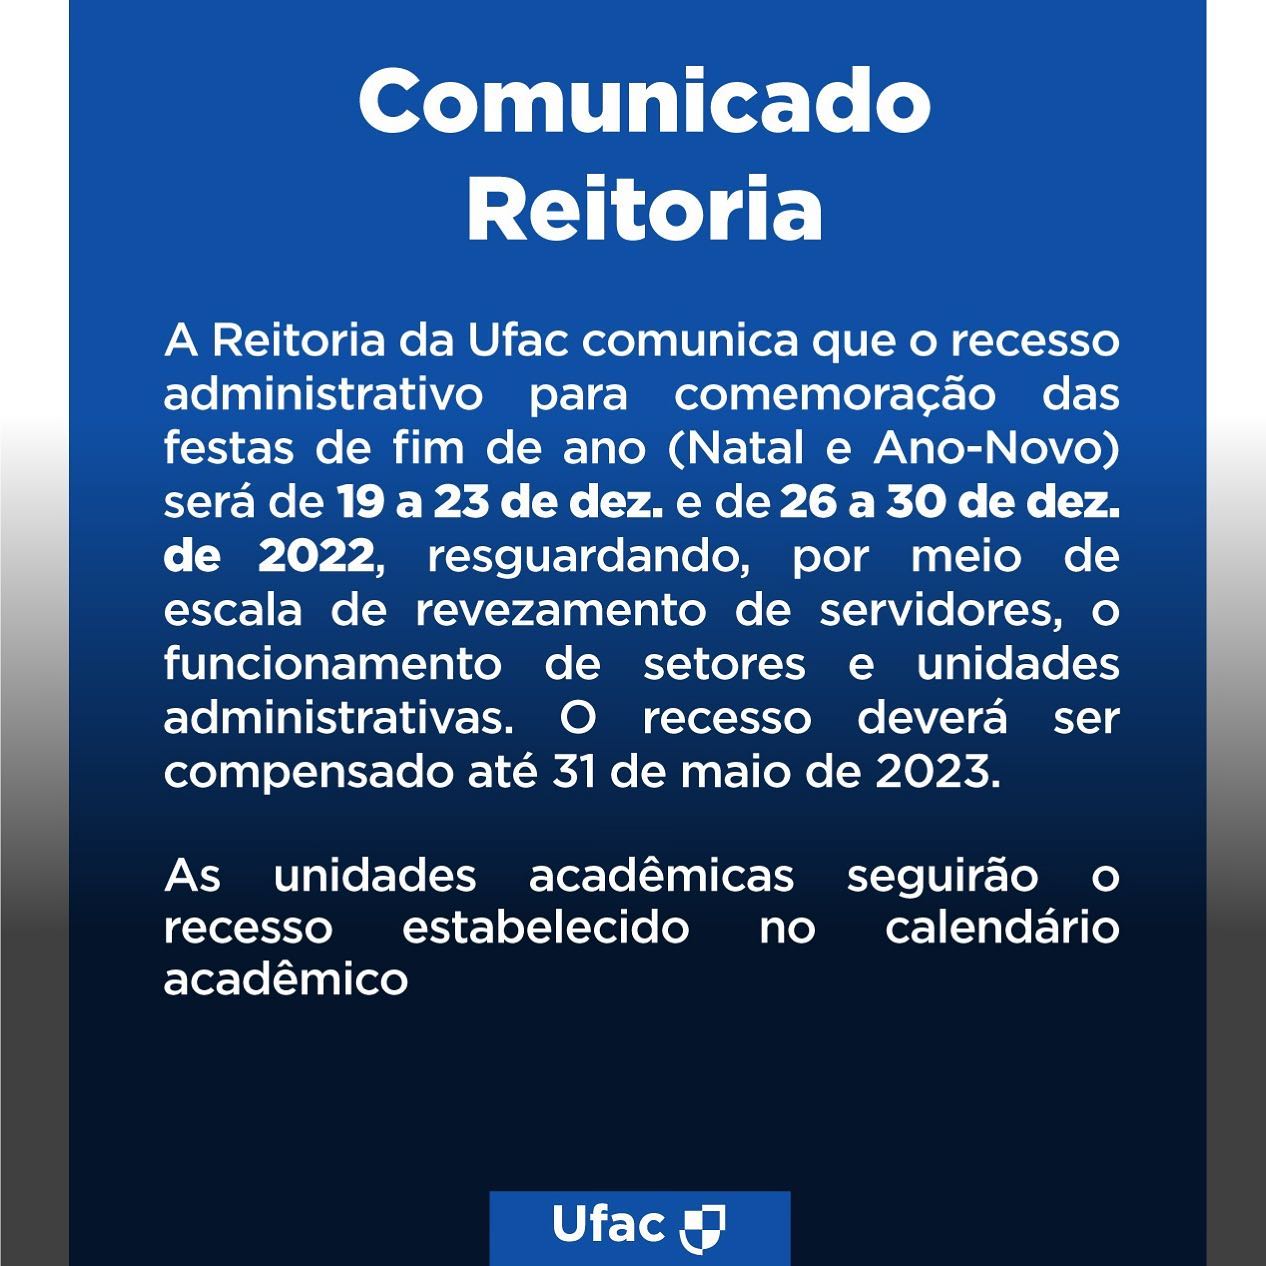 Comunicado
Reitoria
A Reitoria da Ufac comunica que o recesso
administrativo para comemoração das
festas de fim de ano (Natal e Ano-Novo)
será de 19 a 23 de dez. e de 26 a 30 de dez.
de 2022, resguardando, por meio de
escala de revezamento de servidores, o
funcionamento de setores e unidades
administrativas. O recesso deverá ser
compensado até 31 de maio de 2023.
As unidades acadêmicas seguirão o
recesso estabelecido no calendário
acadêmico
Ufac